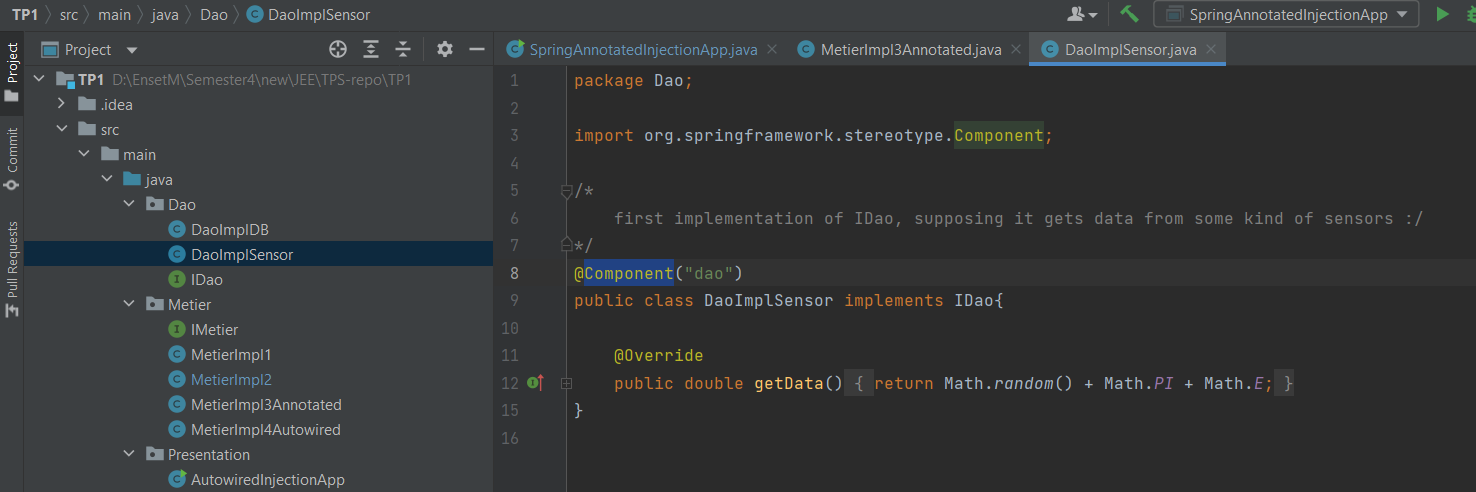 TP1 > src > main > java > Dao > DaoImplSensor
SpringAnnotatedInjectionApp
Project
SpringAnnotatedInjectionApp.java
MetierImpl3Annotated.java
DaoImplSensor.java
Project
Commit
Pull Requests
TP1 D:\EnsetM\Semester4\new\JEE\TPS-repo\TP1
.idea
src
main
java
Dao
DaoImplDB
DaoImplSensor
IDao
Metier
IMetier
MetierImpl1
MetierImpl2
MetierImpl3Annotated
MetierImpl4Autowired
Presentation
AutowiredInjectionApp
1 package Dao;
2
3 import org.springframework.stereotype.Component;
4
5 /*
6 first implementation of IDao, supposing it gets data from some kind of sensors :/
7 */
8 @Component("dao")
9 public class DaoImplSensor implements IDao{
10
11 @Override
12 public double getData() { return Math.random() + Math.PI + Math.E; }
15 }
16